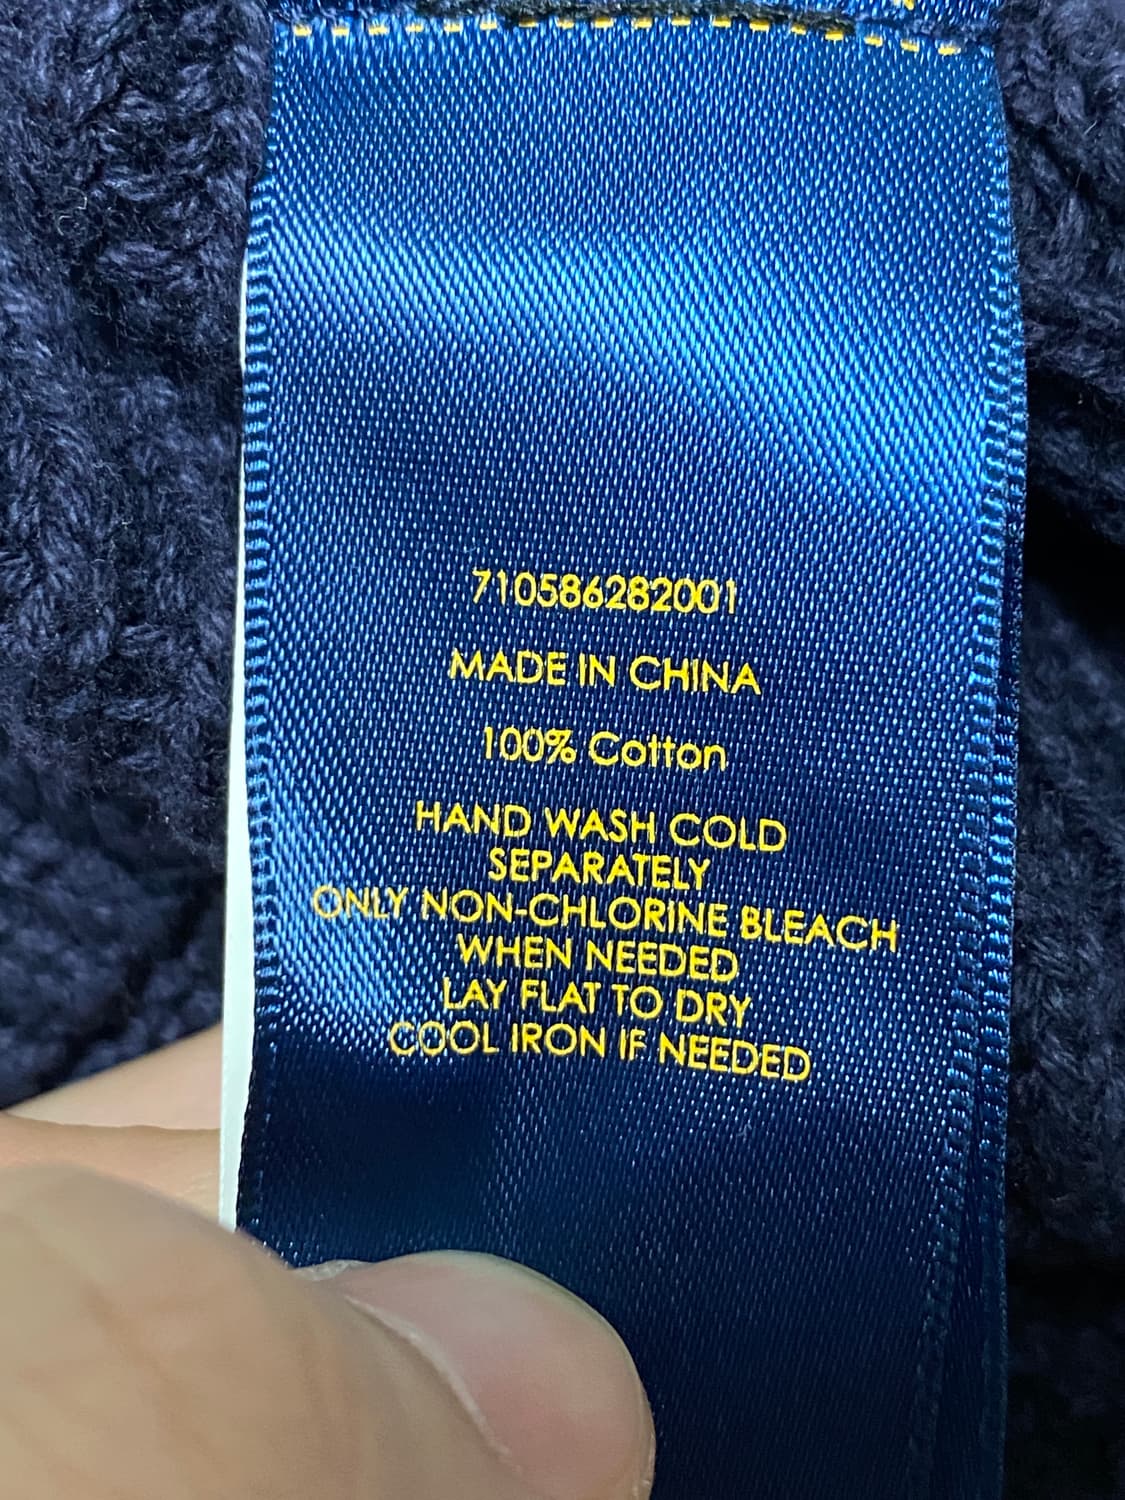 710586282001
MADE IN CHINA
100% Cotton
HAND WASH COLD
SEPARATELY
ONLY NON-CHLORINE BLEACH
WHEN NEEDED
LAY FLAT TO DRY
COOL IRON IF NEEDED